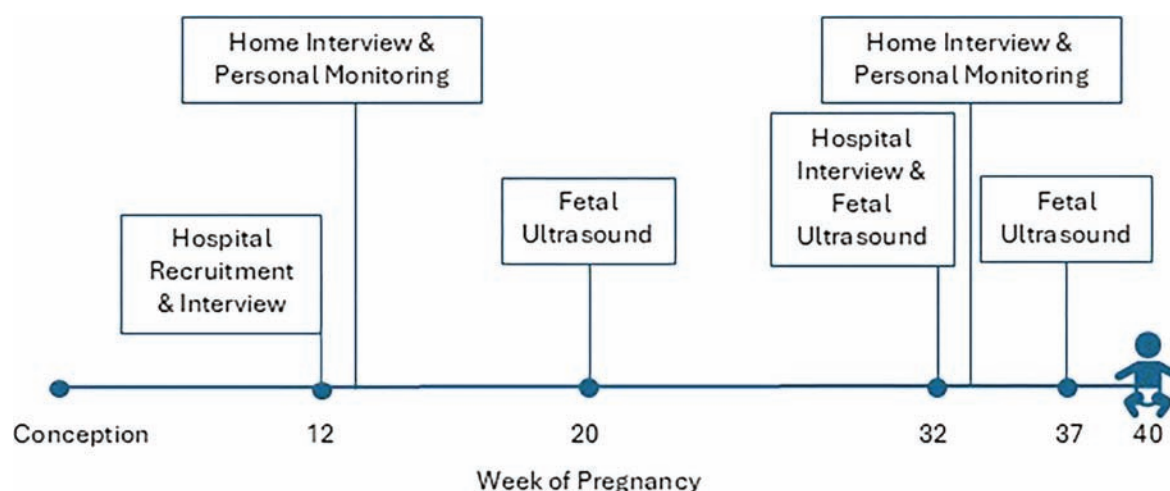 Home Interview &
Personal Monitoring
Home Interview &
Personal Monitoring
Hospital
Interview &
Fetal
Ultrasound
Fetal
Ultrasound
Fetal
Ultrasound
Hospital
Recruitment
& Interview
Conception 12 20 32 37 40
Week of Pregnancy